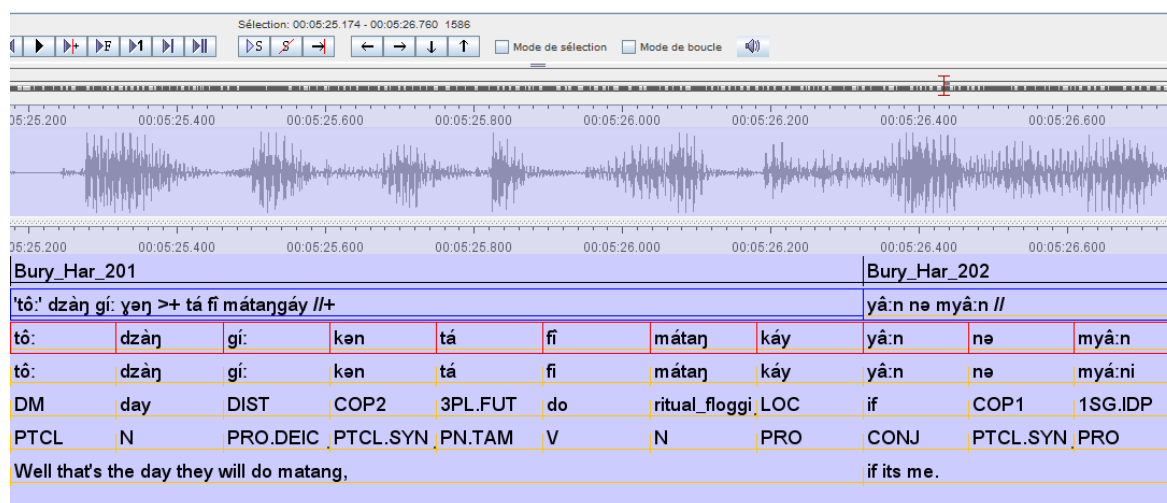 Sélection: 00:05:25.174 - 00:05:26.760 1586
S S Mode de sélection Mode de boucle
05:25.200 00:05:25.400 00:05:25.600 00:05:25.800 00:05:26.000 00:05:26.200 00:05:26.400 00:05:26.600
05:25.200 00:05:25.400 00:05:25.600 00:05:25.800 00:05:26.000 00:05:26.200 00:05:26.400 00:05:26.600
Bury_Har_201 Bury_Har_202
'tô:' dzàŋ gí: ɣəŋ >+ tá fî mátaŋgáy //+ yâ:n nə myâ:n //
tô: dzàŋ gí: kən tá fî mátaŋ káy yâ:n nə myâ:n
tô: dzàŋ gí: kən tá fi mátaŋ káy yâ:n nə myá:ni
DM day DIST COP2 3PL.FUT do ritual_floggi LOC if COP1 1SG.IDP
PTCL N PRO.DEIC PTCL.SYN PN.TAM V N PRO CONJ PTCL.SYN PRO
Well that's the day they will do matang, if its me.